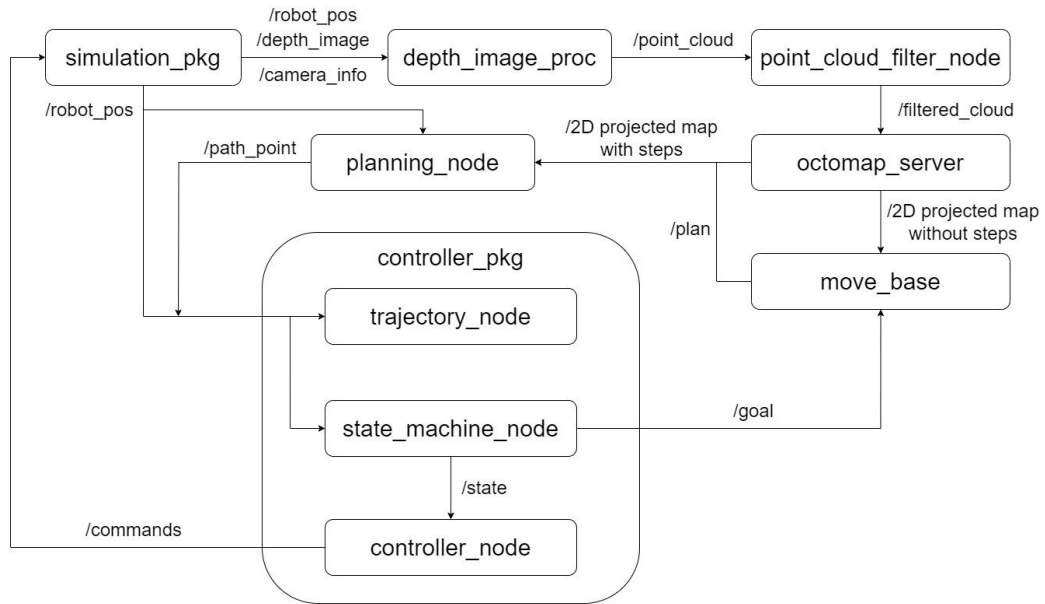 /robot_pos
/depth_image
/point_cloud
simulation_pkg
depth_image_proc
point_cloud_filter_node
/camera_info
/robot_pos
/filtered_cloud
/2D projected map
with steps
/path_point
planning_node
octomap_server
/2D projected map
without steps
/plan
controller_pkg
move_base
trajectory_node
/goal
state_machine_node
/state
/commands
controller_node